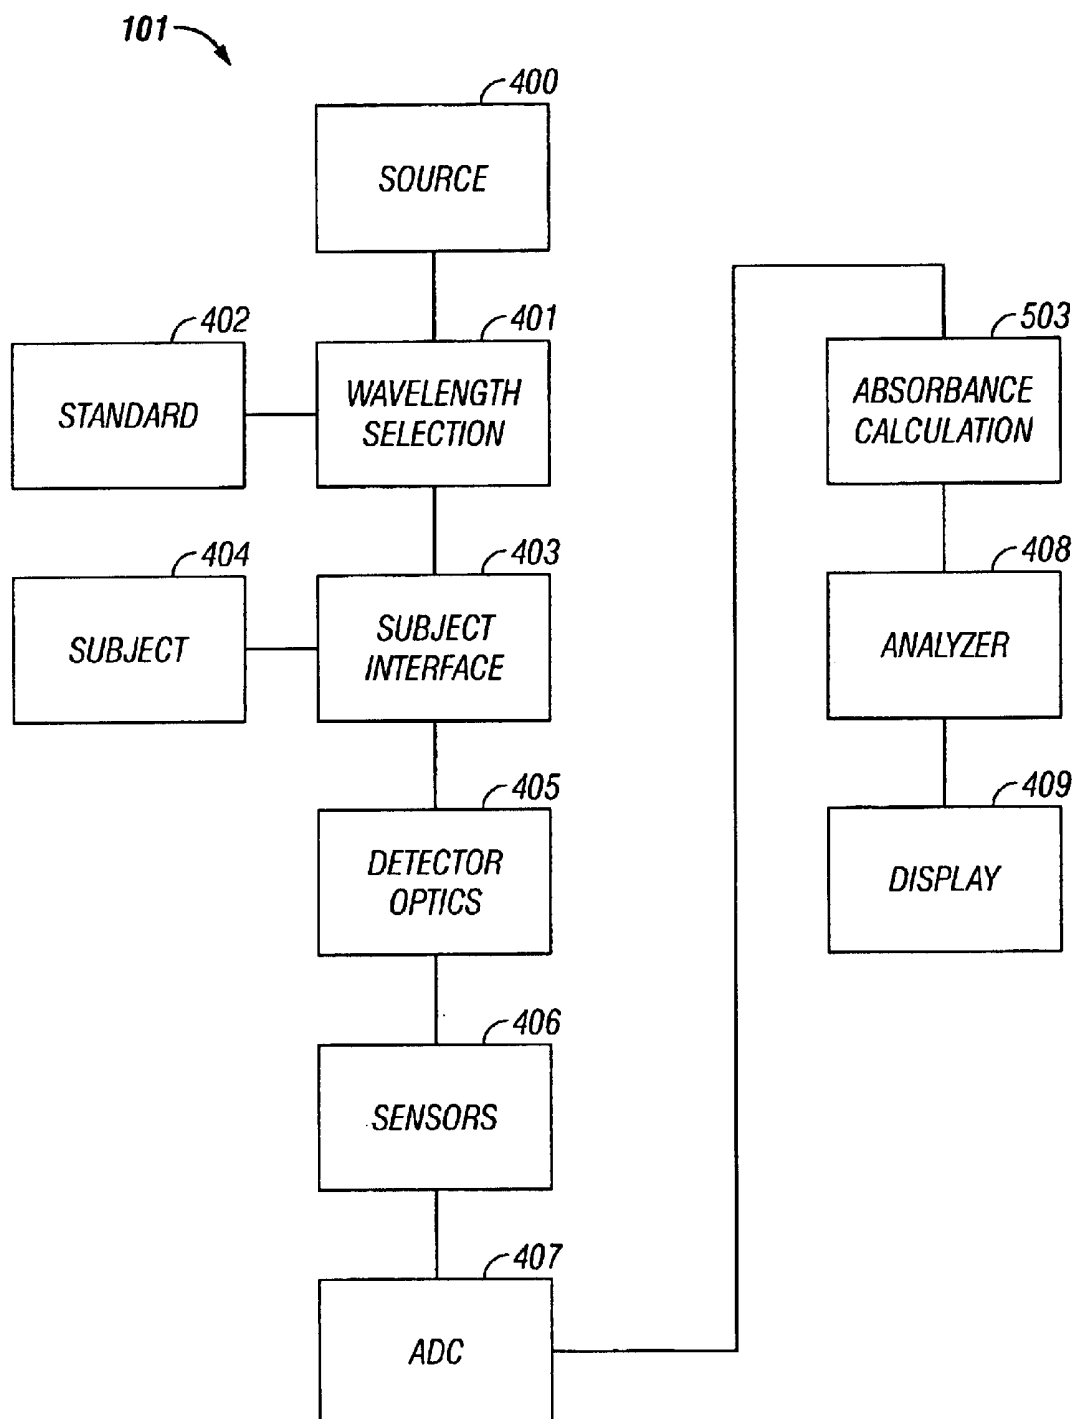 101
400
SOURCE
402
STANDARD
401
WAVELENGTH
SELECTION
404
SUBJECT
403
SUBJECT
INTERFACE
405
DETECTOR
OPTICS
406
SENSORS
407
ADC
503
ABSORBANCE
CALCULATION
408
ANALYZER
409
DISPLAY